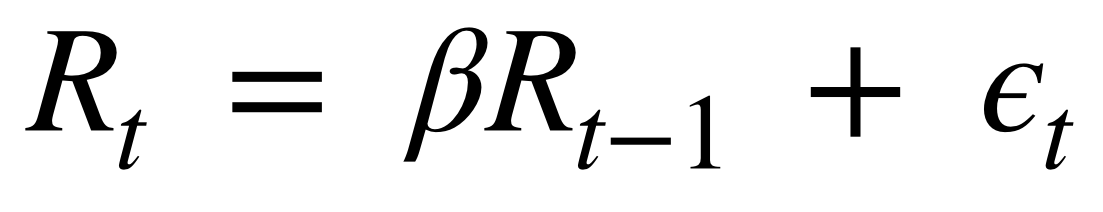 R_t = βR_{t−1} + ϵ_t